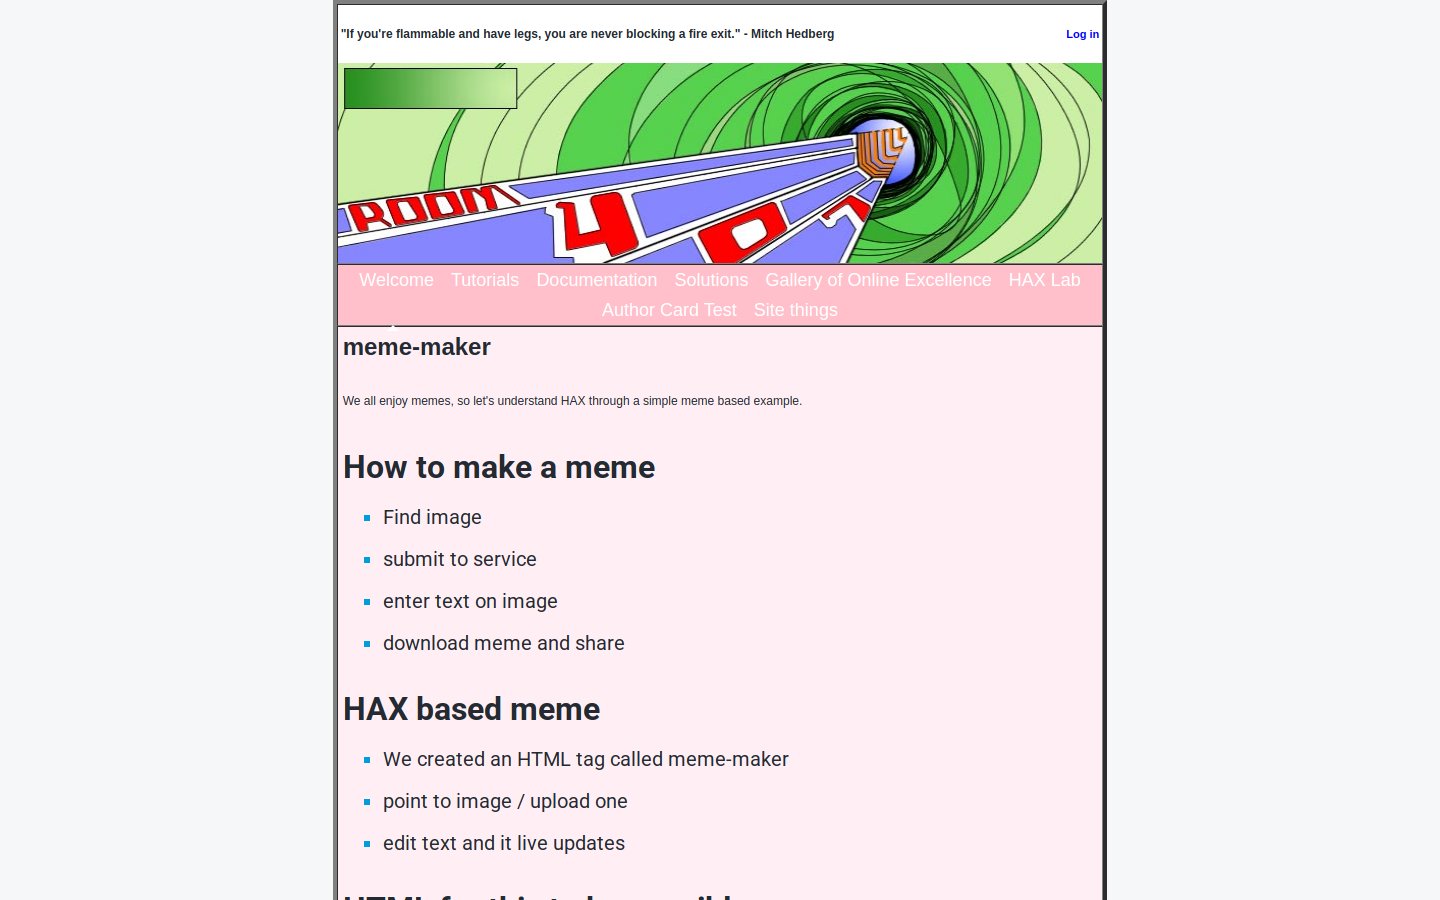 "If you're flammable and have legs, you are never blocking a fire exit." - Mitch Hedberg
Log in
ROOM
407
Welcome Tutorials Documentation Solutions Gallery of Online Excellence HAX Lab
Author Card Test Site things
meme-maker
We all enjoy memes, so let's understand HAX through a simple meme based example.
How to make a meme
Find image
submit to service
enter text on image
download meme and share
HAX based meme
We created an HTML tag called meme-maker
point to image / upload one
edit text and it live updates